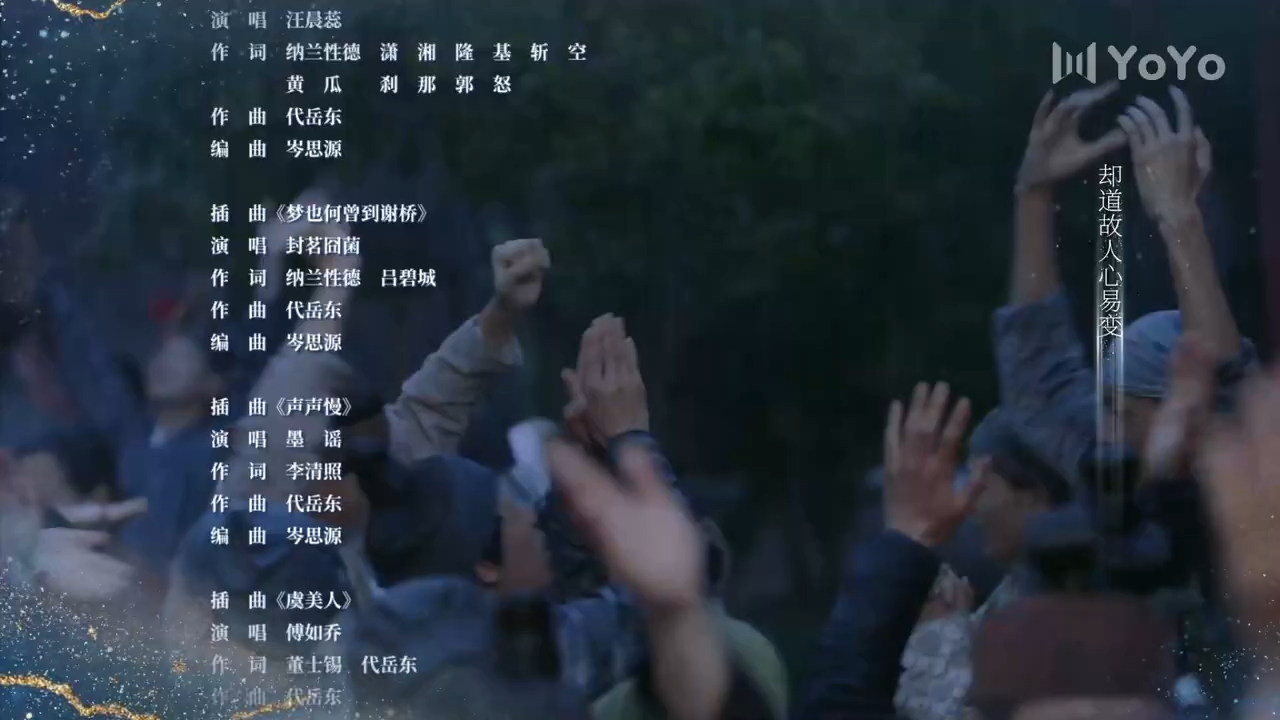 演 唱 汪晨蕊
作 词 纳兰性德 潇 湘 隆 基 斩 空
黄 瓜 刹 那 郭 怒
作 曲 代岳东
编 曲 岑思源
插 曲《梦也何曾到谢桥》
演 唱 封茗囧菌
作 词 纳兰性德 吕碧城
作 曲 代岳东
编 曲 岑思源
插 曲《声声慢》
演 唱 墨 谣
作 词 李清照
作 曲 代岳东
编 曲 岑思源
插 曲《虞美人》
演 唱 傅如乔
作 词 董士锡 代岳东
作 曲 代岳东
YoYo
却道故人心易变